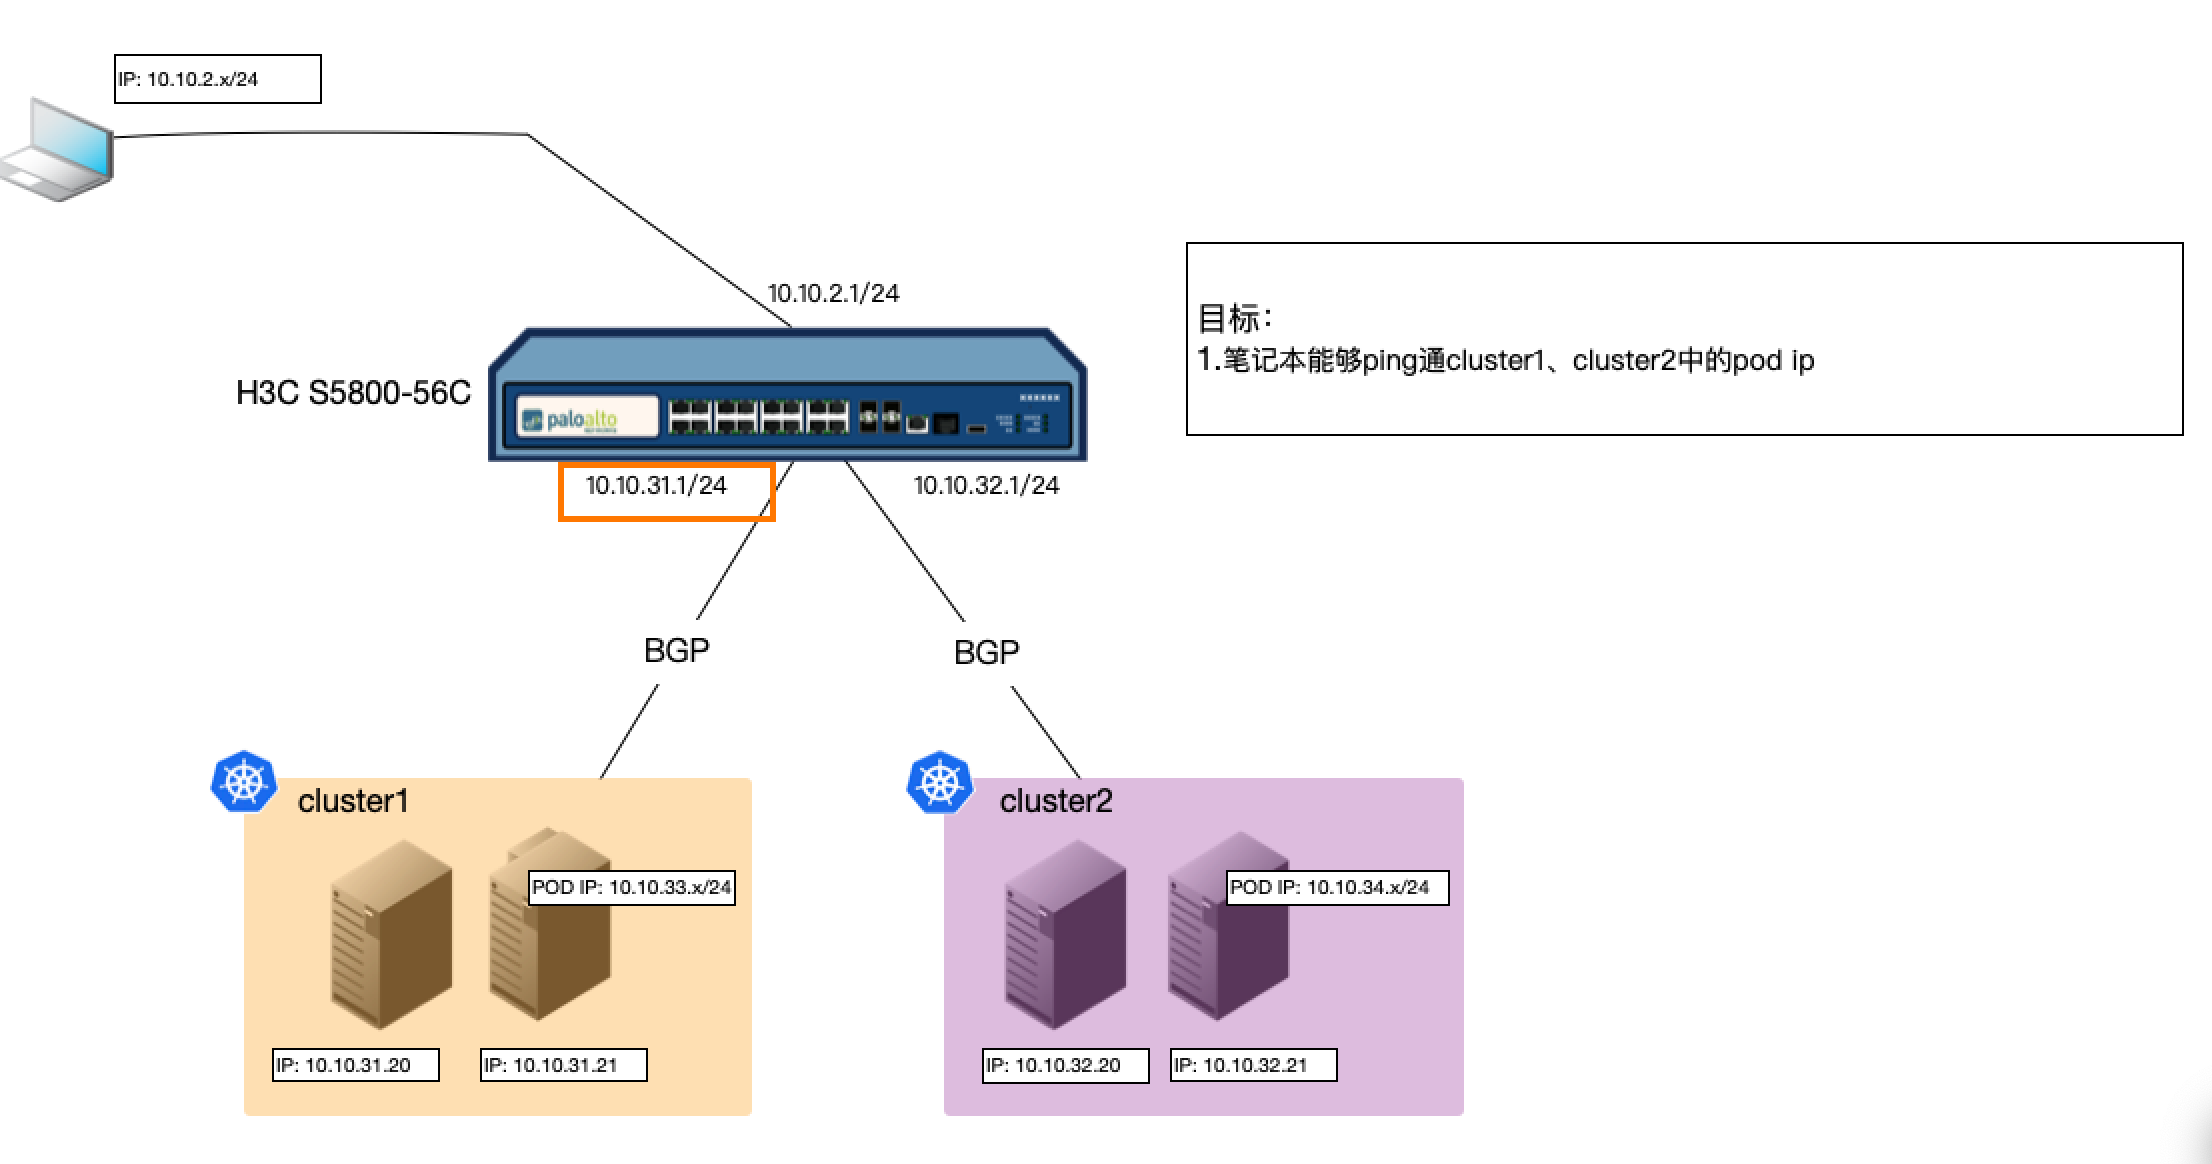 IP: 10.10.2.x/24
10.10.2.1/24
目标：
1.笔记本能够ping通cluster1、cluster2中的pod ip
H3C S5800-56C
paloalto
10.10.31.1/24
10.10.32.1/24
BGP
BGP
cluster1
cluster2
POD IP: 10.10.33.x/24
POD IP: 10.10.34.x/24
IP: 10.10.31.20
IP: 10.10.31.21
IP: 10.10.32.20
IP: 10.10.32.21